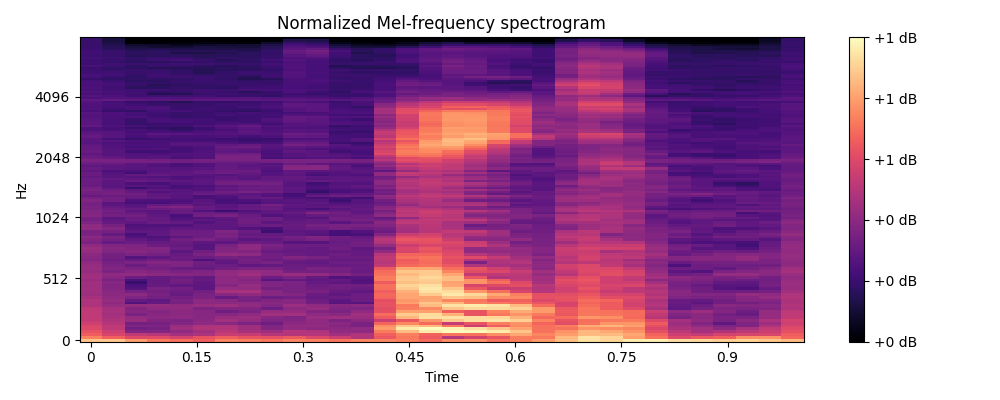 Normalized Mel-frequency spectrogram
+1 dB
4096
+1 dB
2048
+1 dB
Hz
1024
+0 dB
512
+0 dB
0
+0 dB
0 0.15 0.3 0.45 0.6 0.75 0.9
Time